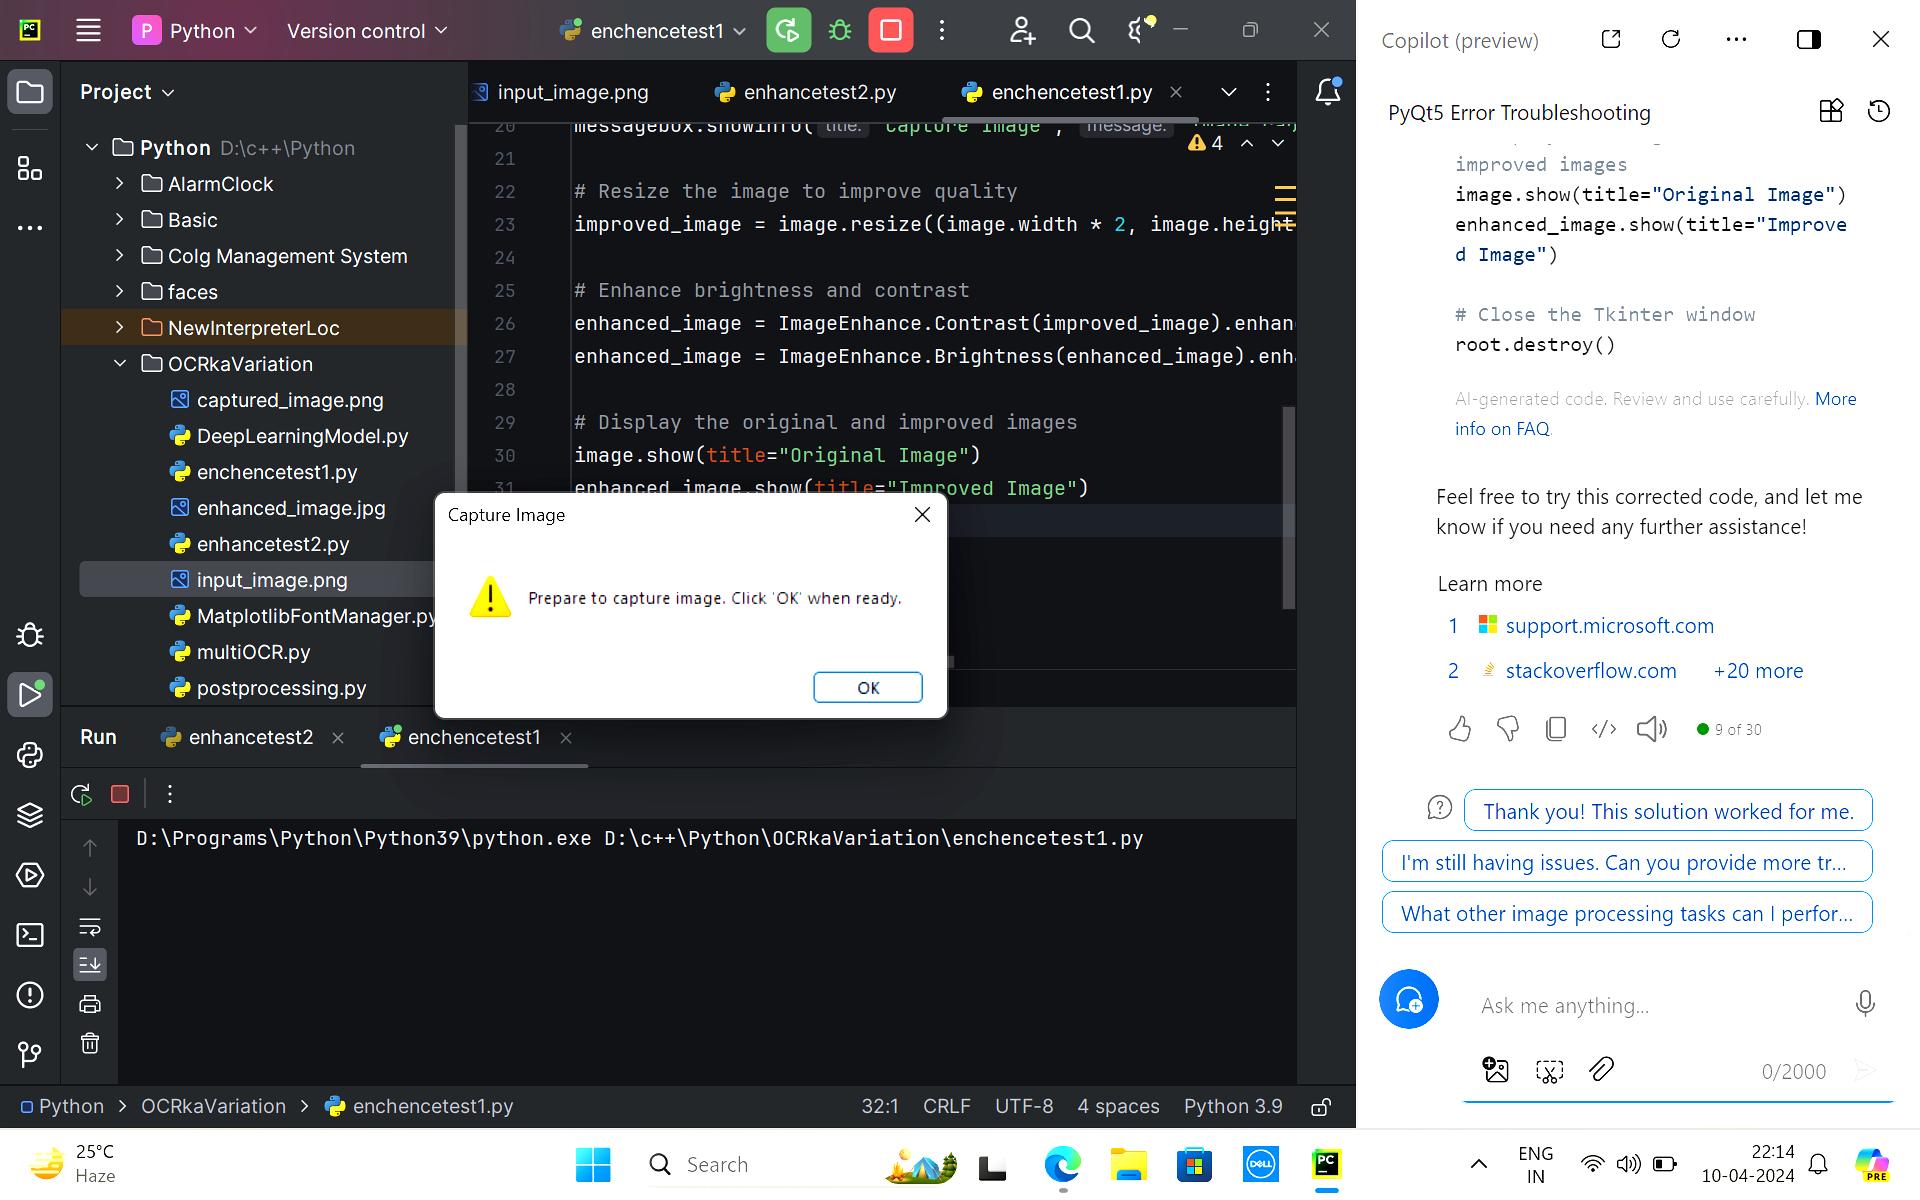 P Python Version control enchencetest1
Project
Python D:\c++\Python
AlarmClock
Basic
Colg Management System
faces
NewInterpreterLoc
OCRkaVariation
captured_image.png
DeepLearningModel.py
enchencetest1.py
enhanced_image.jpg
enhancetest2.py
input_image.png
MatplotlibFontManager.py
multiOCR.py
postprocessing.py
input_image.png enhancetest2.py enchencetest1.py
4
20 messagebox.showinfo( title: "Capture Image", message:
21
22 # Resize the image to improve quality
23 improved_image = image.resize((image.width * 2, image.height
24
25 # Enhance brightness and contrast
26 enhanced_image = ImageEnhance.Contrast(improved_image).enhan
27 enhanced_image = ImageEnhance.Brightness(enhanced_image).enh
28
29 # Display the original and improved images
30 image.show(title="Original Image")
31 enhanced_image.show(title="Improved Image")
Capture Image
Prepare to capture image. Click 'OK' when ready.
OK
Run enhancetest2 enchencetest1
D:\Programs\Python\Python39\python.exe D:\c++\Python\OCRkaVariation\enchencetest1.py
Python > OCRkaVariation > enchencetest1.py
32:1 CRLF UTF-8 4 spaces Python 3.9
Copilot (preview)
PyQt5 Error Troubleshooting
improved images
image.show(title="Original Image")
enhanced_image.show(title="Improve
d Image")
# Close the Tkinter window
root.destroy()
AI-generated code. Review and use carefully. More
info on FAQ.
Feel free to try this corrected code, and let me
know if you need any further assistance!
Learn more
1 support.microsoft.com
2 stackoverflow.com +20 more
9 of 30
Thank you! This solution worked for me.
I'm still having issues. Can you provide more tr...
What other image processing tasks can I perfor...
Ask me anything...
0/2000
25°C
Haze
Search
DELL
PC
ENG
IN
22:14
10-04-2024
PRE